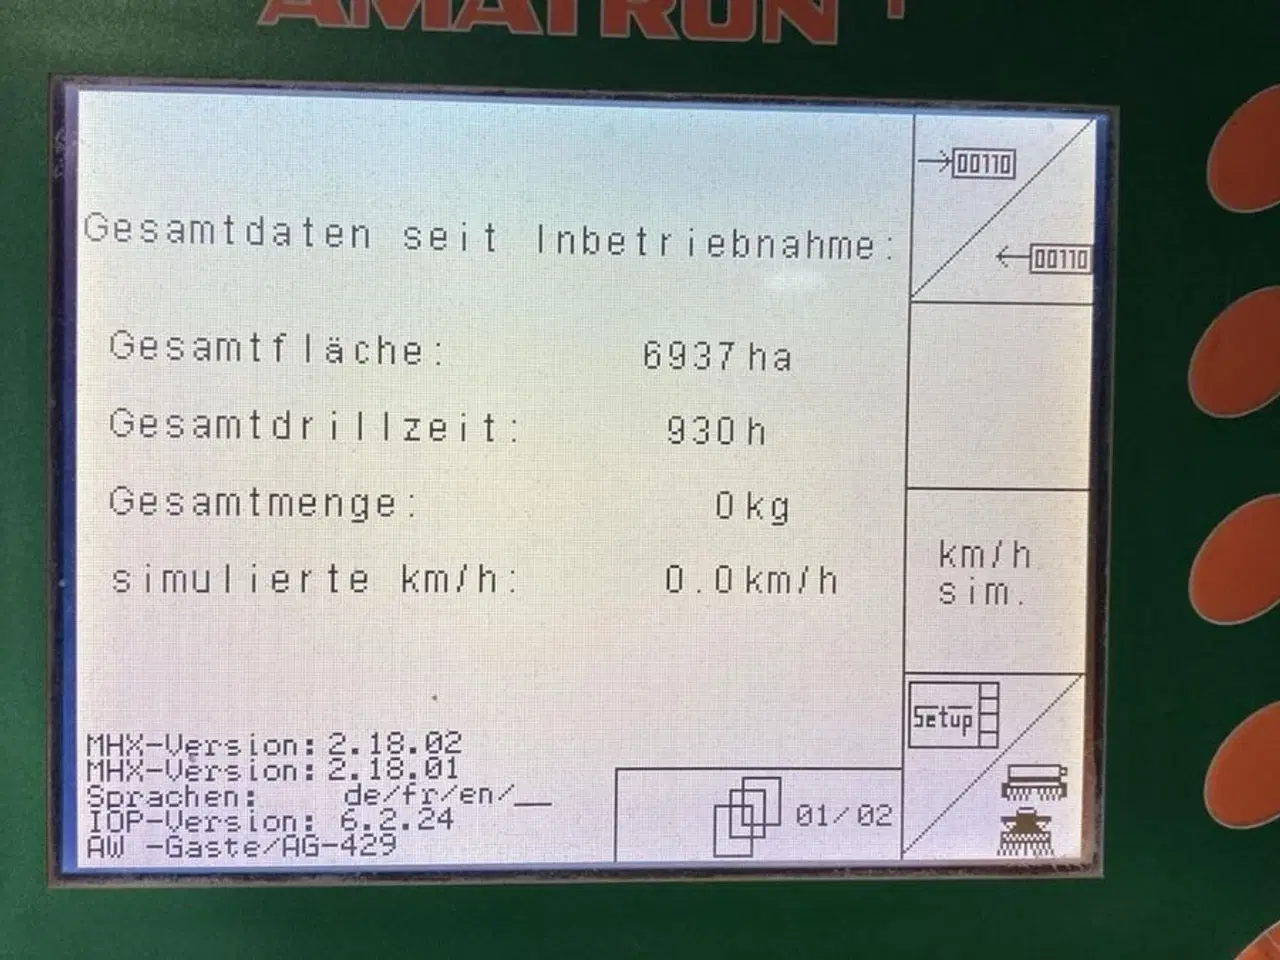 AMATRON +
→00110
←00110
Gesamtdaten seit Inbetriebnahme:
Gesamtfläche: 6937 ha
Gesamtdrillzeit: 930 h
Gesamtmenge: 0 kg
simulierte km/h: 0.0 km/h
km/h
sim.
Setup
MHX-Version: 2.18.02
MHX-Version: 2.18.01
Sprachen: de/fr/en/__
IOP-Version: 6.2.24
AW -Gaste/AG-429
01/02